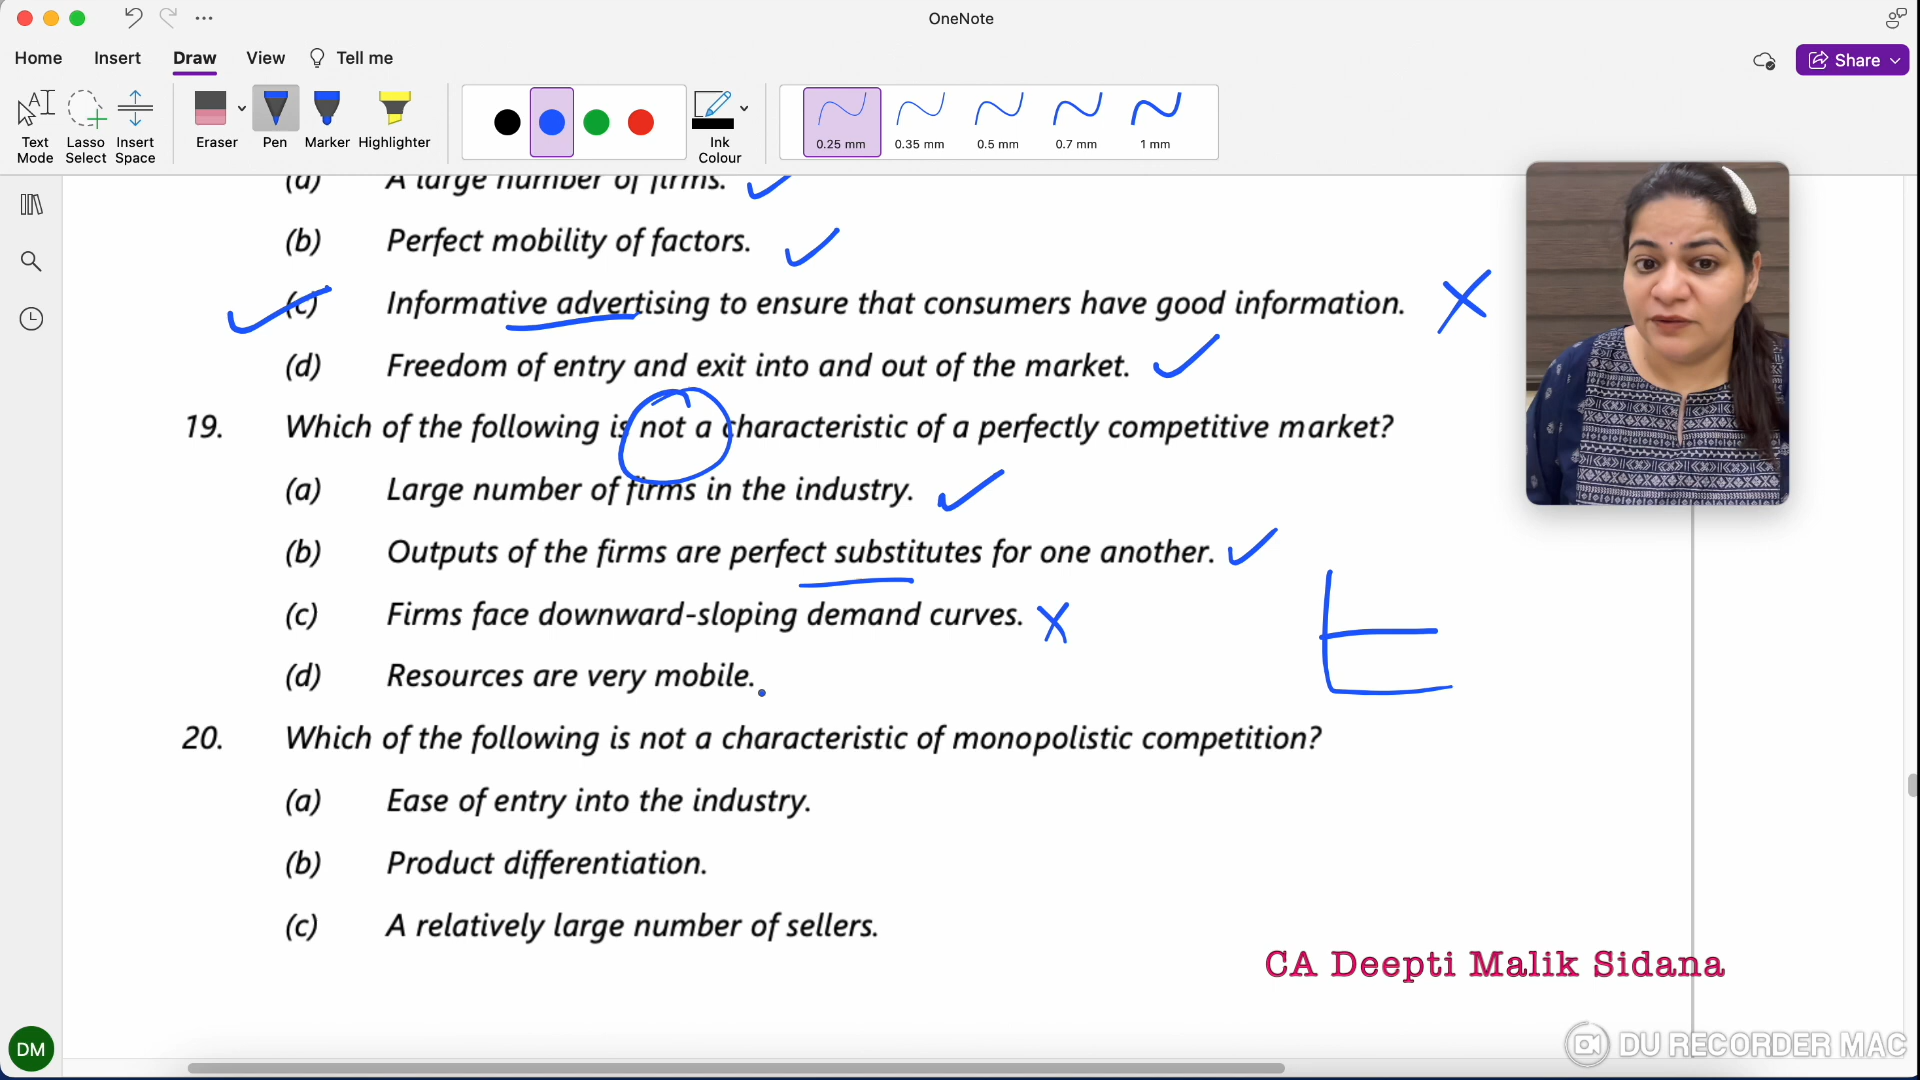 OneNote
Home Insert Draw View Tell me
Share
Text Mode
Lasso Select
Insert Space
Eraser
Pen
Marker
Highlighter
Ink Colour
0.25 mm
0.35 mm
0.5 mm
0.7 mm
1 mm
(a) A large number of firms.
(b) Perfect mobility of factors.
(c) Informative advertising to ensure that consumers have good information.
(d) Freedom of entry and exit into and out of the market.
19. Which of the following is not a characteristic of a perfectly competitive market?
(a) Large number of firms in the industry.
(b) Outputs of the firms are perfect substitutes for one another.
(c) Firms face downward-sloping demand curves.
(d) Resources are very mobile.
20. Which of the following is not a characteristic of monopolistic competition?
(a) Ease of entry into the industry.
(b) Product differentiation.
(c) A relatively large number of sellers.
CA Deepti Malik Sidana
DM
DU RECORDER MAC